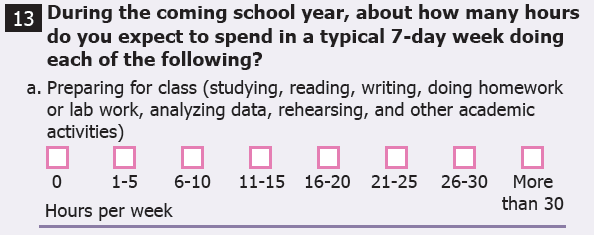 13 During the coming school year, about how many hours
do you expect to spend in a typical 7-day week doing
each of the following?
a. Preparing for class (studying, reading, writing, doing homework
or lab work, analyzing data, rehearsing, and other academic
activities)
0 1-5 6-10 11-15 16-20 21-25 26-30 More
than 30
Hours per week